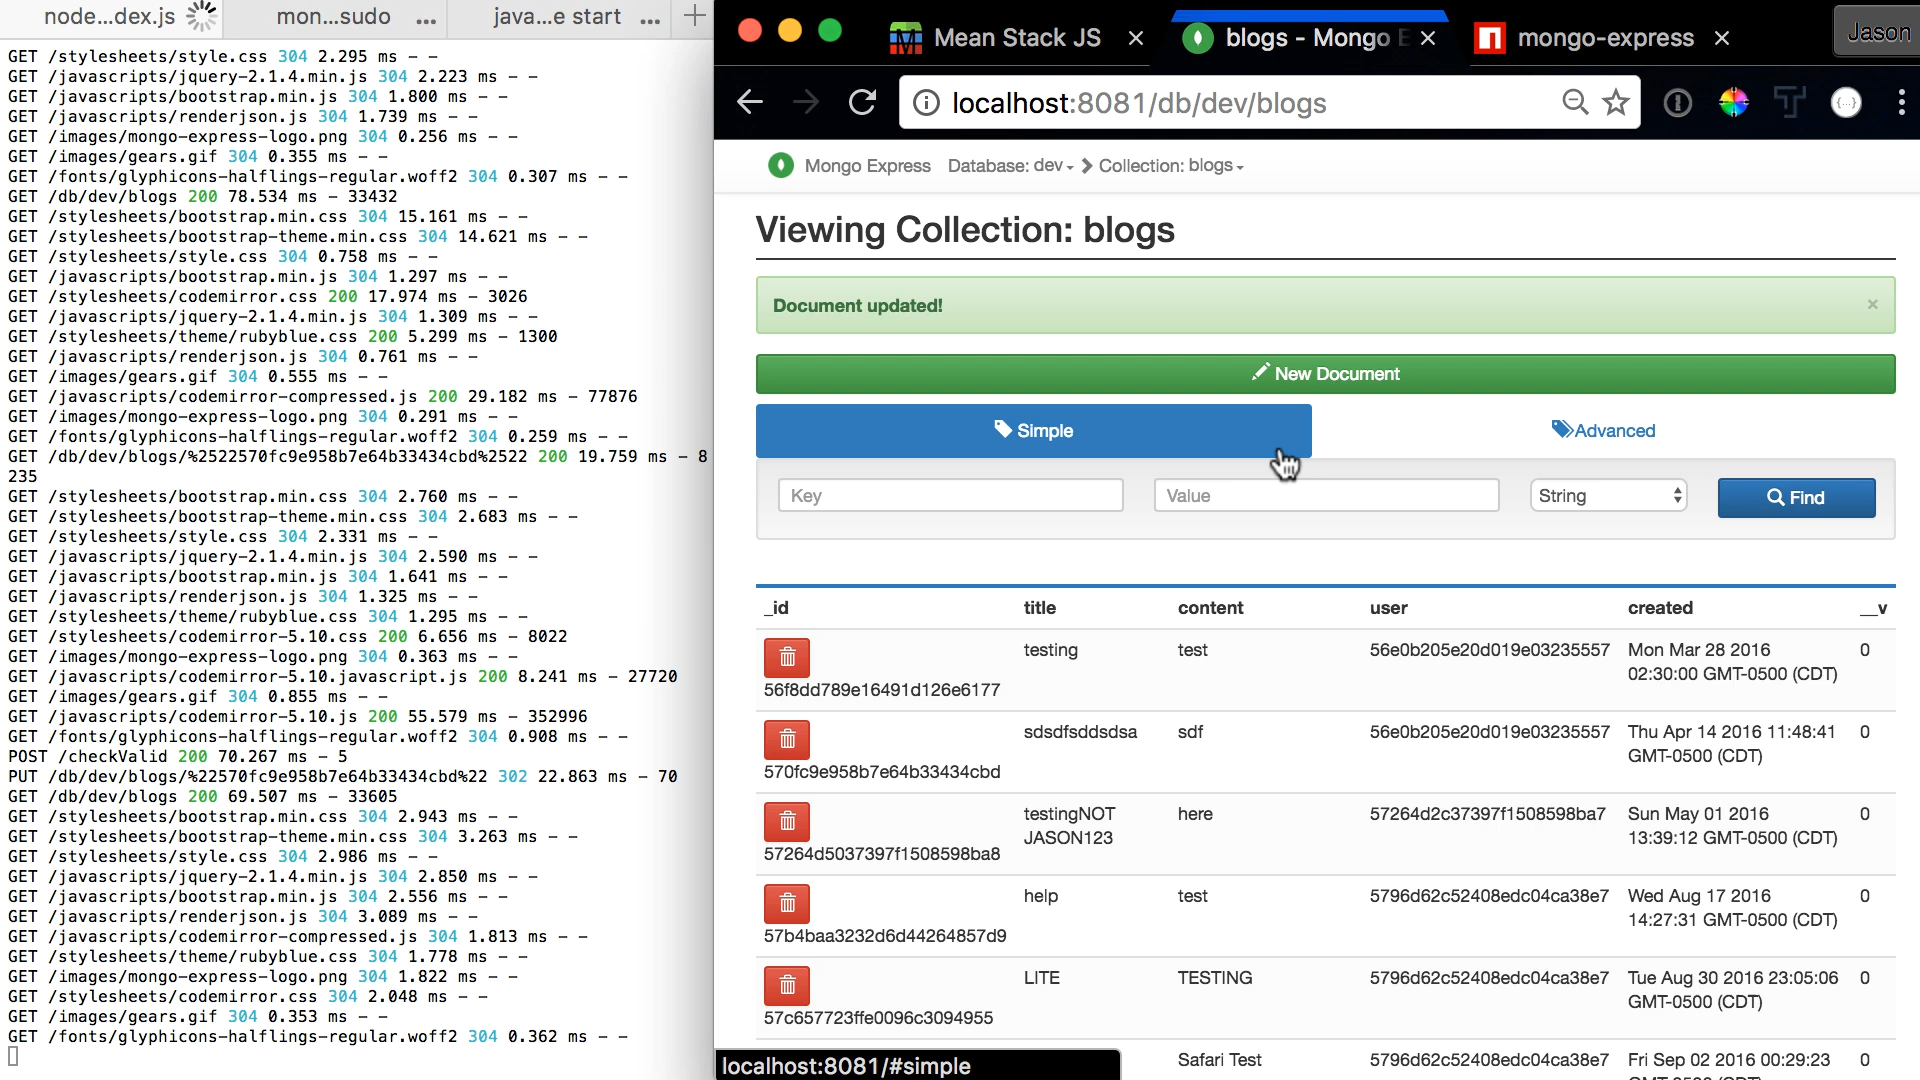 node...dex.js
mon...sudo ...
java...e start ...
GET /stylesheets/style.css 304 2.295 ms - -
GET /javascripts/jquery-2.1.4.min.js 304 2.223 ms - -
GET /javascripts/bootstrap.min.js 304 1.800 ms - -
GET /javascripts/renderjson.js 304 1.739 ms - -
GET /images/mongo-express-logo.png 304 0.256 ms - -
GET /images/gears.gif 304 0.355 ms - -
GET /fonts/glyphicons-halflings-regular.woff2 304 0.307 ms - -
GET /db/dev/blogs 200 78.534 ms - 33432
GET /stylesheets/bootstrap.min.css 304 15.161 ms - -
GET /stylesheets/bootstrap-theme.min.css 304 14.621 ms - -
GET /stylesheets/style.css 304 0.758 ms - -
GET /javascripts/bootstrap.min.js 304 1.297 ms - -
GET /stylesheets/codemirror.css 200 17.974 ms - 3026
GET /javascripts/jquery-2.1.4.min.js 304 1.309 ms - -
GET /stylesheets/theme/rubyblue.css 200 5.299 ms - 1300
GET /javascripts/renderjson.js 304 0.761 ms - -
GET /images/gears.gif 304 0.555 ms - -
GET /javascripts/codemirror-compressed.js 200 29.182 ms - 77876
GET /images/mongo-express-logo.png 304 0.291 ms - -
GET /fonts/glyphicons-halflings-regular.woff2 304 0.259 ms - -
GET /db/dev/blogs/%2522570fc9e958b7e64b33434cbd%2522 200 19.759 ms - 8
235
GET /stylesheets/bootstrap.min.css 304 2.760 ms - -
GET /stylesheets/bootstrap-theme.min.css 304 2.683 ms - -
GET /stylesheets/style.css 304 2.331 ms - -
GET /javascripts/jquery-2.1.4.min.js 304 2.590 ms - -
GET /javascripts/bootstrap.min.js 304 1.641 ms - -
GET /javascripts/renderjson.js 304 1.325 ms - -
GET /stylesheets/theme/rubyblue.css 304 1.295 ms - -
GET /stylesheets/codemirror-5.10.css 200 6.656 ms - 8022
GET /images/mongo-express-logo.png 304 0.363 ms - -
GET /javascripts/codemirror-5.10.javascript.js 200 8.241 ms - 27720
GET /images/gears.gif 304 0.855 ms - -
GET /javascripts/codemirror-5.10.js 200 55.579 ms - 352996
GET /fonts/glyphicons-halflings-regular.woff2 304 0.908 ms - -
POST /checkValid 200 70.267 ms - 5
PUT /db/dev/blogs/%22570fc9e958b7e64b33434cbd%22 302 22.863 ms - 70
GET /db/dev/blogs 200 69.507 ms - 33605
GET /stylesheets/bootstrap.min.css 304 2.943 ms - -
GET /stylesheets/bootstrap-theme.min.css 304 3.263 ms - -
GET /stylesheets/style.css 304 2.986 ms - -
GET /javascripts/jquery-2.1.4.min.js 304 2.850 ms - -
GET /javascripts/bootstrap.min.js 304 2.556 ms - -
GET /javascripts/renderjson.js 304 3.089 ms - -
GET /javascripts/codemirror-compressed.js 304 1.813 ms - -
GET /stylesheets/theme/rubyblue.css 304 1.778 ms - -
GET /images/mongo-express-logo.png 304 1.822 ms - -
GET /stylesheets/codemirror.css 304 2.048 ms - -
GET /images/gears.gif 304 0.353 ms - -
GET /fonts/glyphicons-halflings-regular.woff2 304 0.362 ms - -
Mean Stack JS
blogs - Mongo E
mongo-express
Jason
localhost:8081/db/dev/blogs
Mongo Express Database: dev Collection: blogs
Viewing Collection: blogs
Document updated! ×
New Document
Simple
Advanced
Key
Value
String
Find
_id title content user created __v
testing test 56e0b205e20d019e03235557 Mon Mar 28 2016 0
02:30:00 GMT-0500 (CDT)
56f8dd789e16491d126e6177
sdsdfsddsdsa sdf 56e0b205e20d019e03235557 Thu Apr 14 2016 11:48:41 0
GMT-0500 (CDT)
570fc9e958b7e64b33434cbd
testingNOT here 57264d2c37397f1508598ba7 Sun May 01 2016 0
JASON123 13:39:12 GMT-0500 (CDT)
57264d5037397f1508598ba8
help test 5796d62c52408edc04ca38e7 Wed Aug 17 2016 0
14:27:31 GMT-0500 (CDT)
57b4baa3232d6d44264857d9
LITE TESTING 5796d62c52408edc04ca38e7 Tue Aug 30 2016 23:05:06 0
GMT-0500 (CDT)
57c657723ffe0096c3094955
Safari Test 5796d62c52408edc04ca38e7 Fri Sep 02 2016 00:29:23 0
localhost:8081/#simple